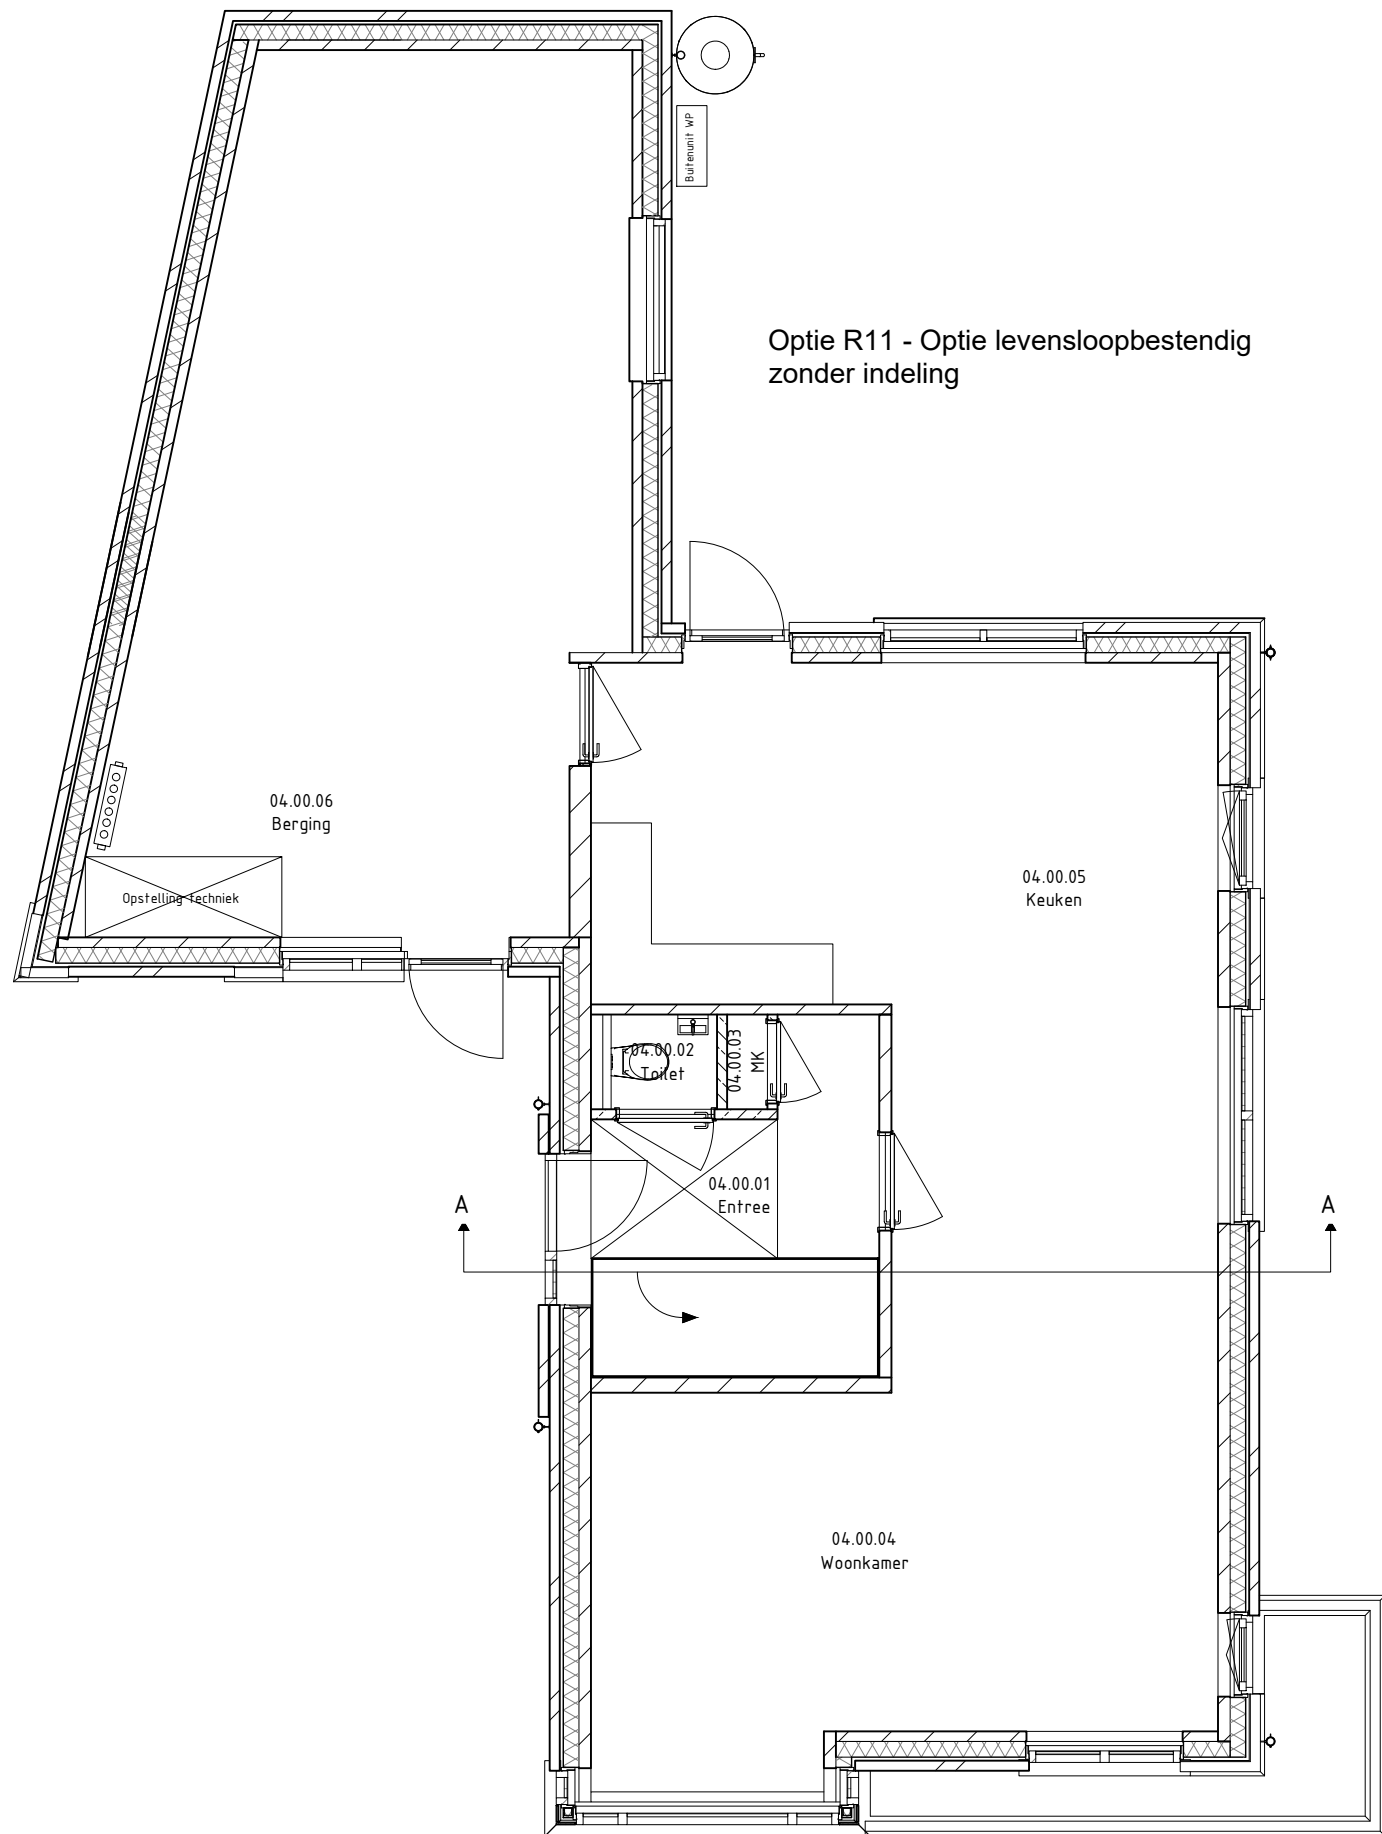 Buitenunit WP
Optie R11 - Optie levensloopbestendig
zonder indeling
04.00.06
Berging
Opstelling techniek
04.00.05
Keuken
04.00.02
Toilet
04.00.03
MK
04.00.01
Entree
A
A
04.00.04
Woonkamer